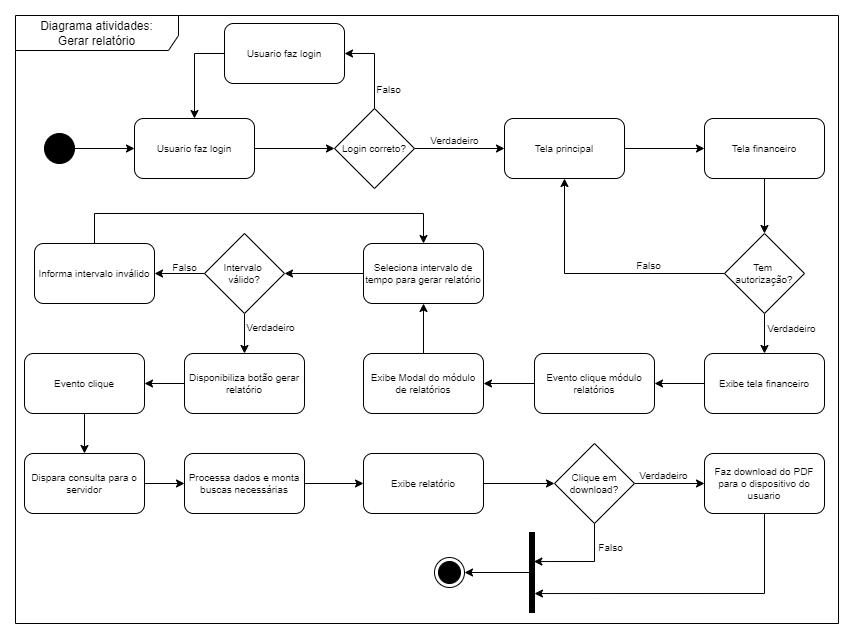 Diagrama atividades:
Gerar relatório
Usuario faz login
Falso
Usuario faz login
Login correto?
Verdadeiro
Tela principal
Tela financeiro
Informa intervalo inválido
Falso
Intervalo
válido?
Seleciona intervalo de
tempo para gerar relatório
Falso
Tem
autorização?
Verdadeiro
Verdadeiro
Evento clique
Disponibiliza botão gerar
relatório
Exibe Modal do módulo
de relatórios
Evento clique módulo
relatórios
Exibe tela financeiro
Dispara consulta para o
servidor
Processa dados e monta
buscas necessárias
Exibe relatório
Clique em
download?
Verdadeiro
Faz download do PDF
para o dispositivo do
usuario
Falso